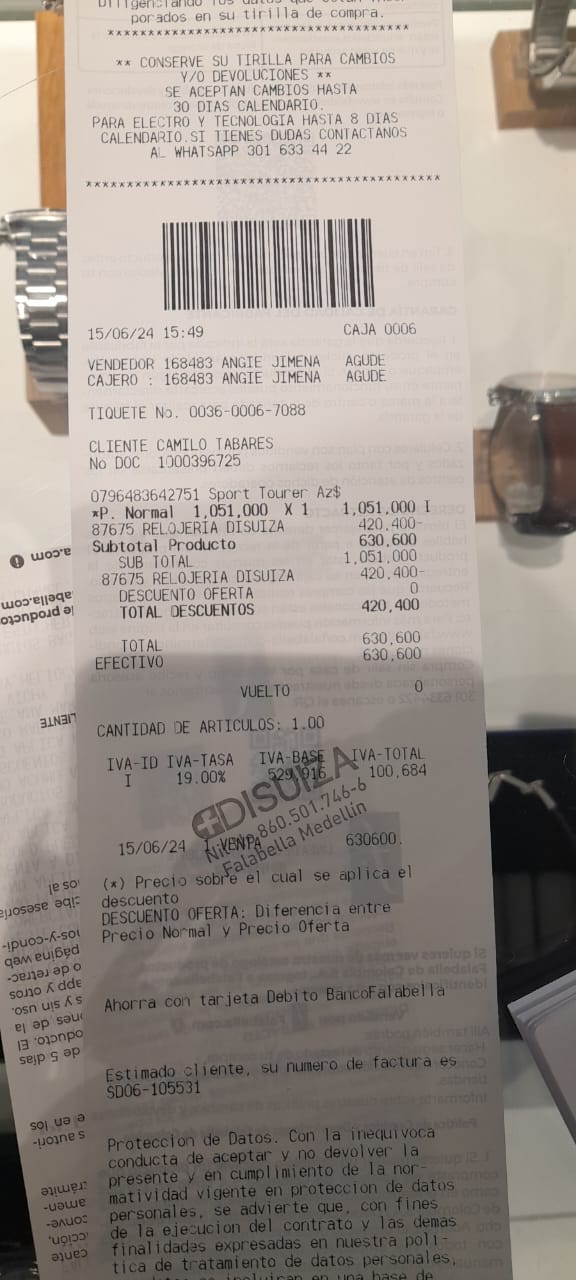 Diligenciando los datos que están
porados en su tirilla de compra.
*************************************
** CONSERVE SU TIRILLA PARA CAMBIOS
Y/O DEVOLUCIONES **
SE ACEPTAN CAMBIOS HASTA
30 DIAS CALENDARIO.
PARA ELECTRO Y TECNOLOGIA HASTA 8 DIAS
CALENDARIO.SI TIENES DUDAS CONTACTANOS
AL WHATSAPP 301 633 44 22
*******************************************
15/06/24 15:49 CAJA 0006
VENDEDOR 168483 ANGIE JIMENA AGUDE
CAJERO : 168483 ANGIE JIMENA AGUDE
TIQUETE No. 0036-0006-7088
CLIENTE CAMILO TABARES
No DOC 1000396725
0796483642751 Sport Tourer Az$
*P. Normal 1,051,000 X 1 1,051,000 I
87675 RELOJERIA DISUIZA 420,400-
Subtotal Producto 630,600
SUB TOTAL 1,051,000
87675 RELOJERIA DISUIZA 420,400-
DESCUENTO OFERTA 0
TOTAL DESCUENTOS 420,400
TOTAL 630,600
EFECTIVO 630,600
VUELTO 0
CANTIDAD DE ARTICULOS: 1.00
IVA-ID IVA-TASA IVA-BASE IVA-TOTAL
I 19.00% 529,916 100,684
DISUIZA
860.501.746-6
Falabella Medellin
15/06/24 VENTA 630600.
(*) Precio sobre el cual se aplica el
descuento
DESCUENTO OFERTA: Diferencia entre
Precio Normal y Precio Oferta
Ahorra con tarjeta Debito BancoFalabella
Estimado cliente, su numero de factura es
SD06-105531
Proteccion de Datos. Con la inequivoca
conducta de aceptar y no devolver la
presente y en cumplimiento de la nor-
matividad vigente en proteccion de datos
personales, se advierte que, con fines
de la ejecucion del contrato y las demas
finalidades expresadas en nuestra poli-
tica de tratamiento de datos personales,